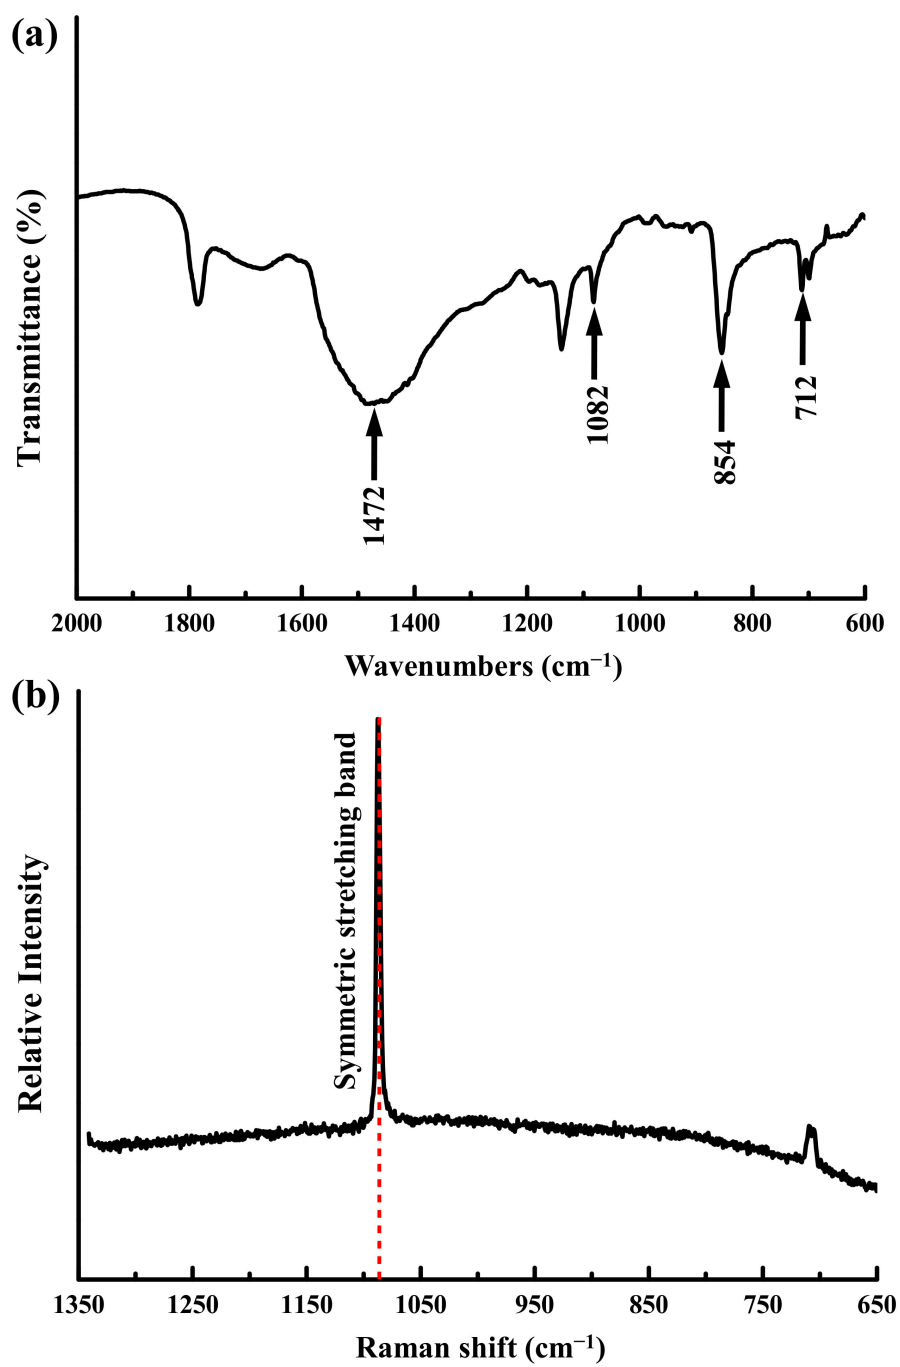 (a)
Transmittance (%)
1472
1082
854
712
2000 1800 1600 1400 1200 1000 800 600
Wavenumbers (cm⁻¹)
(b)
Relative Intensity
Symmetric stretching band
1350 1250 1150 1050 950 850 750 650
Raman shift (cm⁻¹)